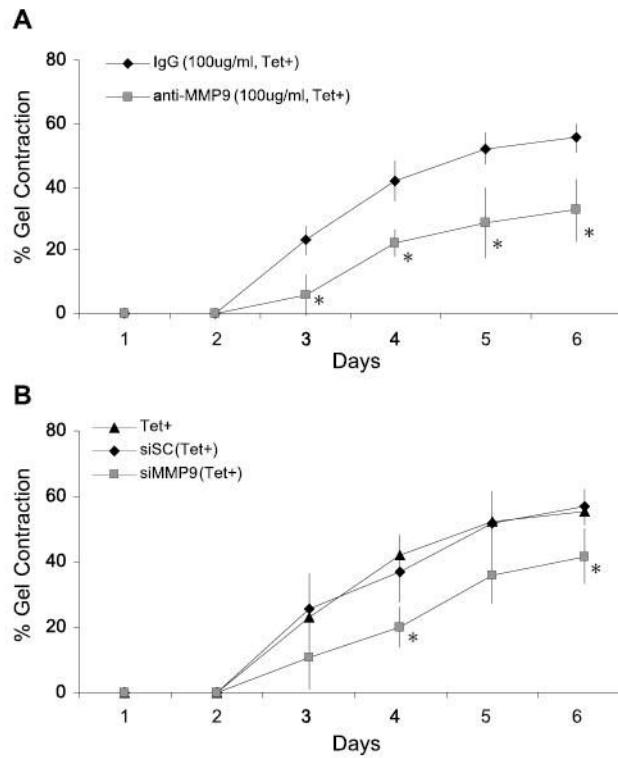 A
80
60
40
20
0
% Gel Contraction
IgG (100ug/ml, Tet+)
anti-MMP9 (100ug/ml, Tet+)
*
*
*
*
1 2 3 4 5 6
Days
B
80
60
40
20
0
% Gel Contraction
Tet+
siSC(Tet+)
siMMP9(Tet+)
*
*
1 2 3 4 5 6
Days